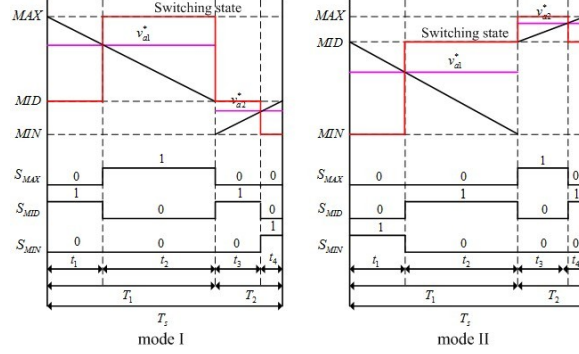 MAX
Switching state
v*a1
MID
v*a2
MIN
SMAX 0 1 0 0
SMID 1 0 1 0
SMIN 0 0 0 1
t1 t2 t3 t4
T1 T2
Ts
mode I
MAX
v*a2
MID
Switching state
v*a1
MIN
SMAX 0 0 1 0
SMID 0 1 0 1
SMIN 1 0 0 0
t1 t2 t3 t4
T1 T2
Ts
mode II